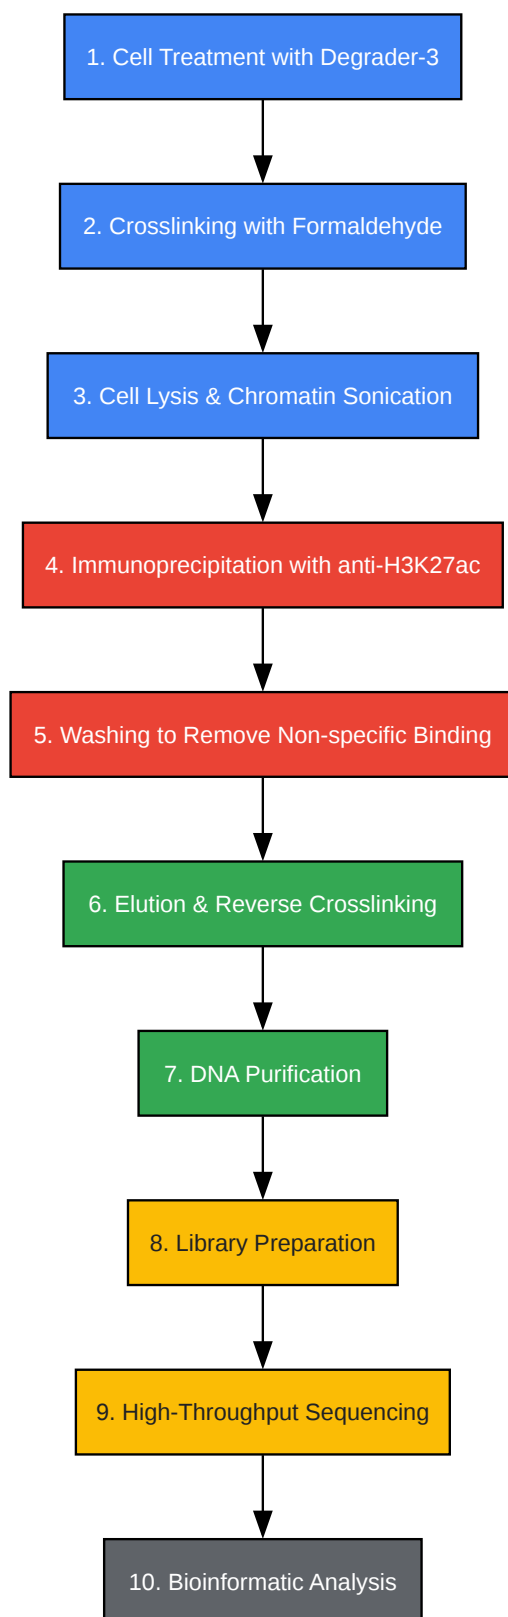 1. Cell Treatment with Degrader-3
2. Crosslinking with Formaldehyde
3. Cell Lysis & Chromatin Sonication
4. Immunoprecipitation with anti-H3K27ac
5. Washing to Remove Non-specific Binding
6. Elution & Reverse Crosslinking
7. DNA Purification
8. Library Preparation
9. High-Throughput Sequencing
10. Bioinformatic Analysis